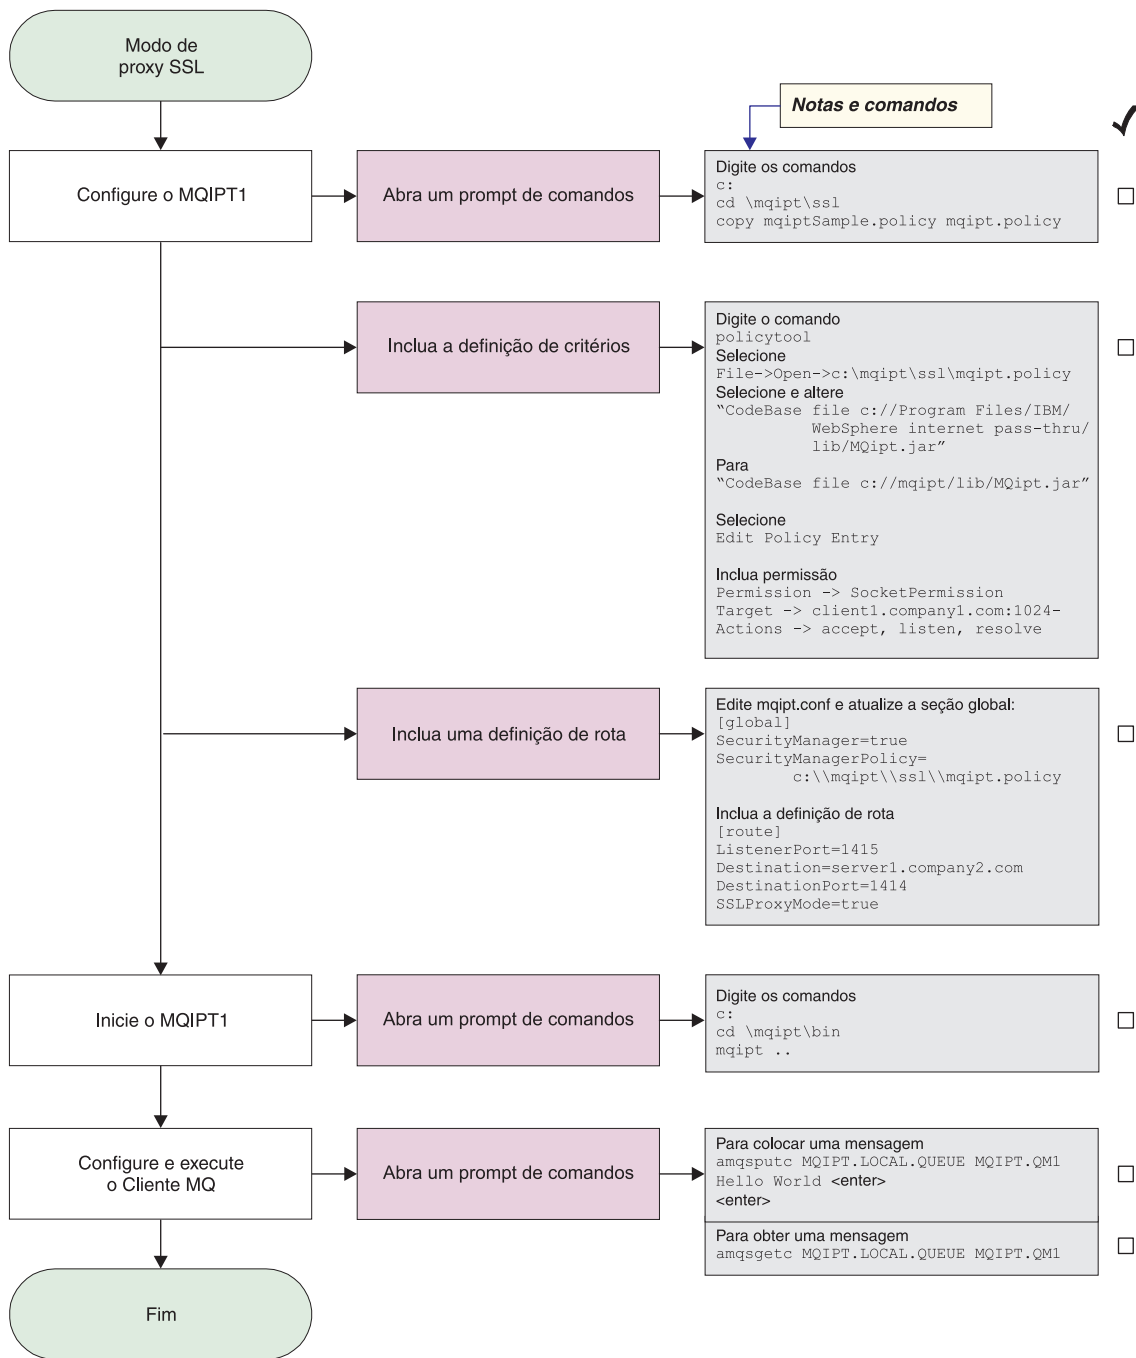 Modo de
proxy SSL
Notas e comandos
Configure o MQIPT1
Abra um prompt de comandos
Digite os comandos
c:
cd \mqipt\ssl
copy mqiptSample.policy mqipt.policy
Inclua a definição de critérios
Digite o comando
policytool
Selecione
File->Open->c:\mqipt\ssl\mqipt.policy
Selecione e altere
“CodeBase file c://Program Files/IBM/
WebSphere internet pass-thru/
lib/MQipt.jar”
Para
“CodeBase file c://mqipt/lib/MQipt.jar”
Selecione
Edit Policy Entry
Inclua permissão
Permission -> SocketPermission
Target -> client1.company1.com:1024-
Actions -> accept, listen, resolve
Inclua uma definição de rota
Edite mqipt.conf e atualize a seção global:
[global]
SecurityManager=true
SecurityManagerPolicy=
c:\\mqipt\\ssl\\mqipt.policy
Inclua a definição de rota
[route]
ListenerPort=1415
Destination=server1.company2.com
DestinationPort=1414
SSLProxyMode=true
Inicie o MQIPT1
Abra um prompt de comandos
Digite os comandos
c:
cd \mqipt\bin
mqipt ..
Configure e execute
o Cliente MQ
Abra um prompt de comandos
Para colocar uma mensagem
amqsputc MQIPT.LOCAL.QUEUE MQIPT.QM1
Hello World <enter>
<enter>
Para obter uma mensagem
amqsgetc MQIPT.LOCAL.QUEUE MQIPT.QM1
Fim